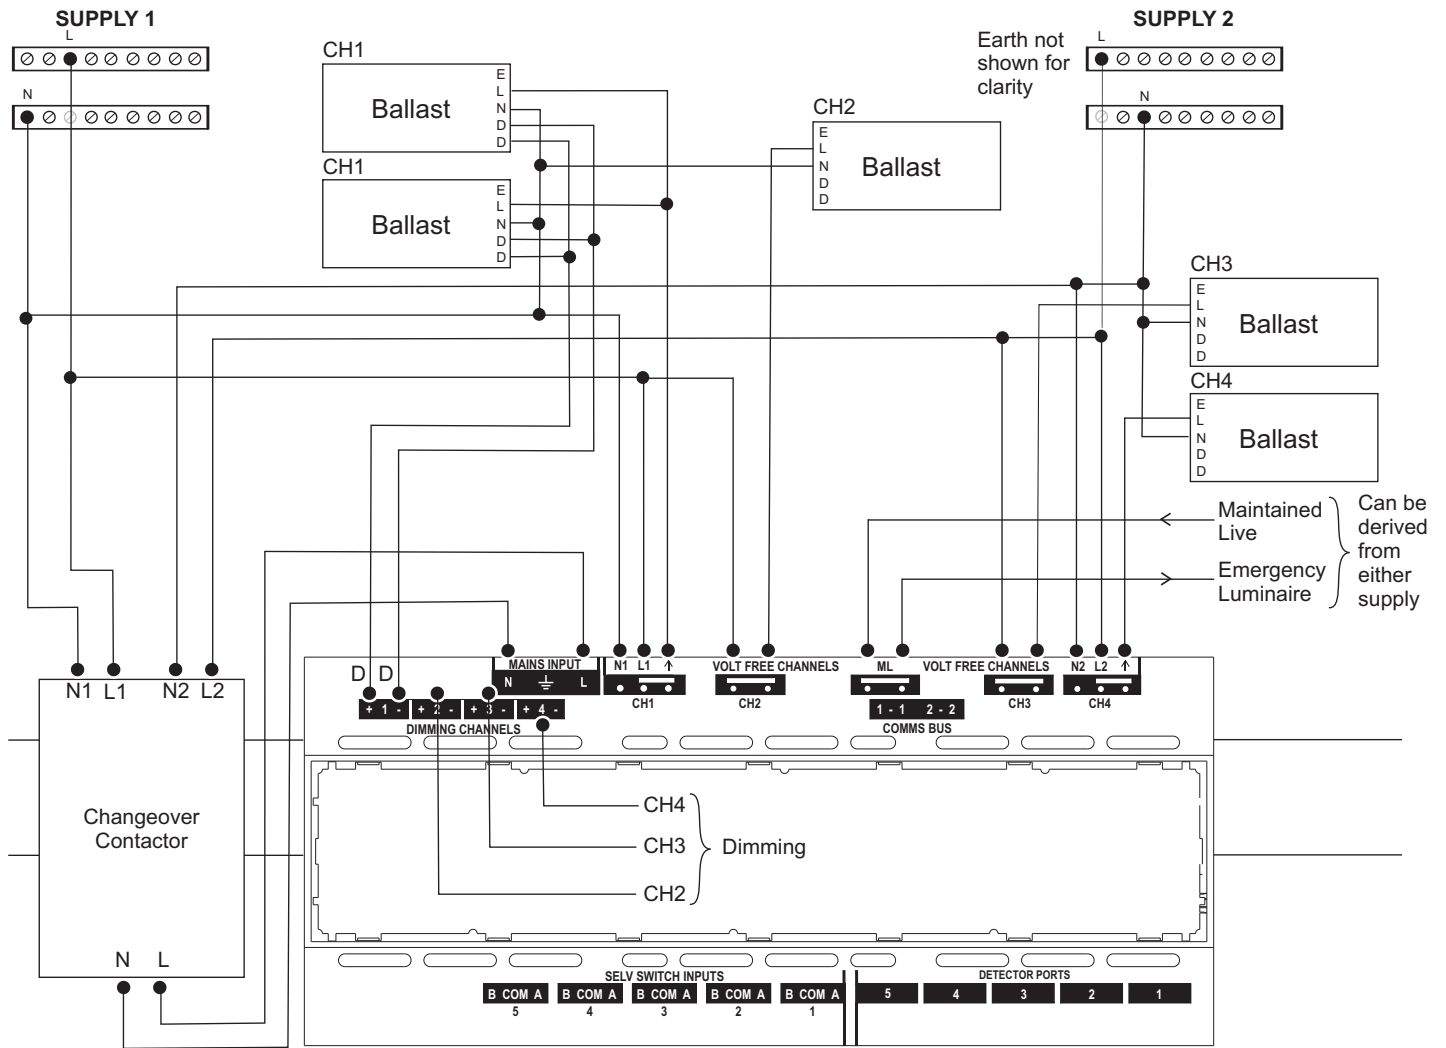 SUPPLY 1
L
N
SUPPLY 2
L
N
Earth not
shown for
clarity
CH1
Ballast
E
L
N
D
D
CH1
Ballast
E
L
N
D
D
CH2
E
L
N
D
D
Ballast
CH3
E
L
N
D
D
Ballast
CH4
E
L
N
D
D
Ballast
Maintained
Live
Emergency
Luminaire
Can be
derived
from
either
supply
N1 L1 N2 L2
Changeover
Contactor
N L
D D
MAINS INPUT
N L
N1 L1
CH1
VOLT FREE CHANNELS
CH2
ML
VOLT FREE CHANNELS
CH3
N2 L2
CH4
+ 1 - + 2 - + 3 - + 4 -
DIMMING CHANNELS
1 - 1 2 - 2
COMMS BUS
CH4
CH3
CH2
Dimming
SELV SWITCH INPUTS
B COM A B COM A B COM A B COM A B COM A
5 4 3 2 1
DETECTOR PORTS
5 4 3 2 1